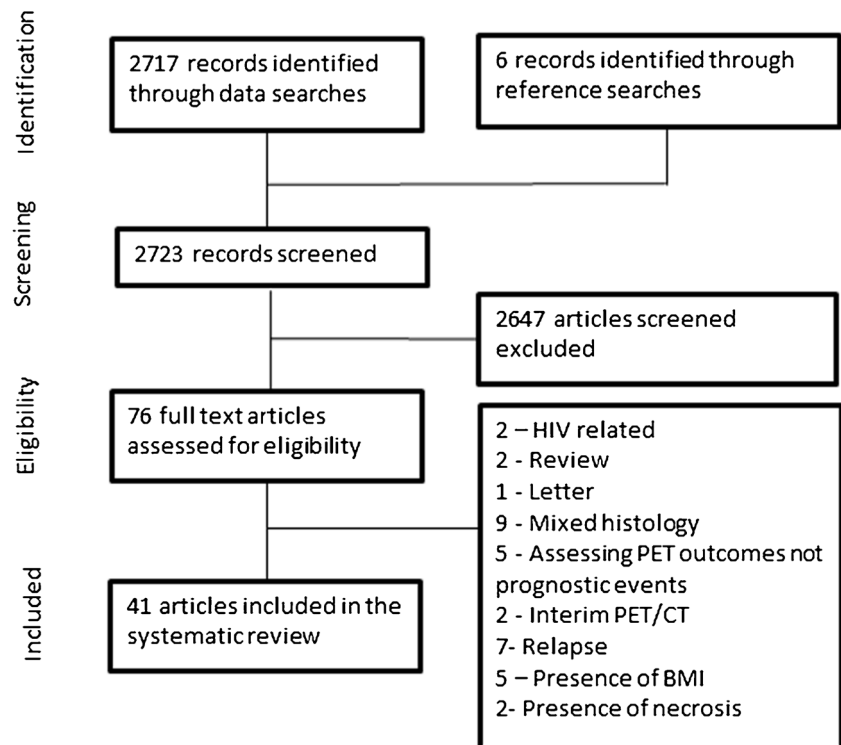 Identification
2717 records identified
through data searches
6 records identified through
reference searches
Screening
2723 records screened
2647 articles screened
excluded
Eligibility
76 full text articles
assessed for eligibility
2 – HIV related
2 - Review
1 - Letter
9 - Mixed histology
5 - Assessing PET outcomes not
prognostic events
2 - Interim PET/CT
7- Relapse
5 – Presence of BMI
2- Presence of necrosis
Included
41 articles included in the
systematic review